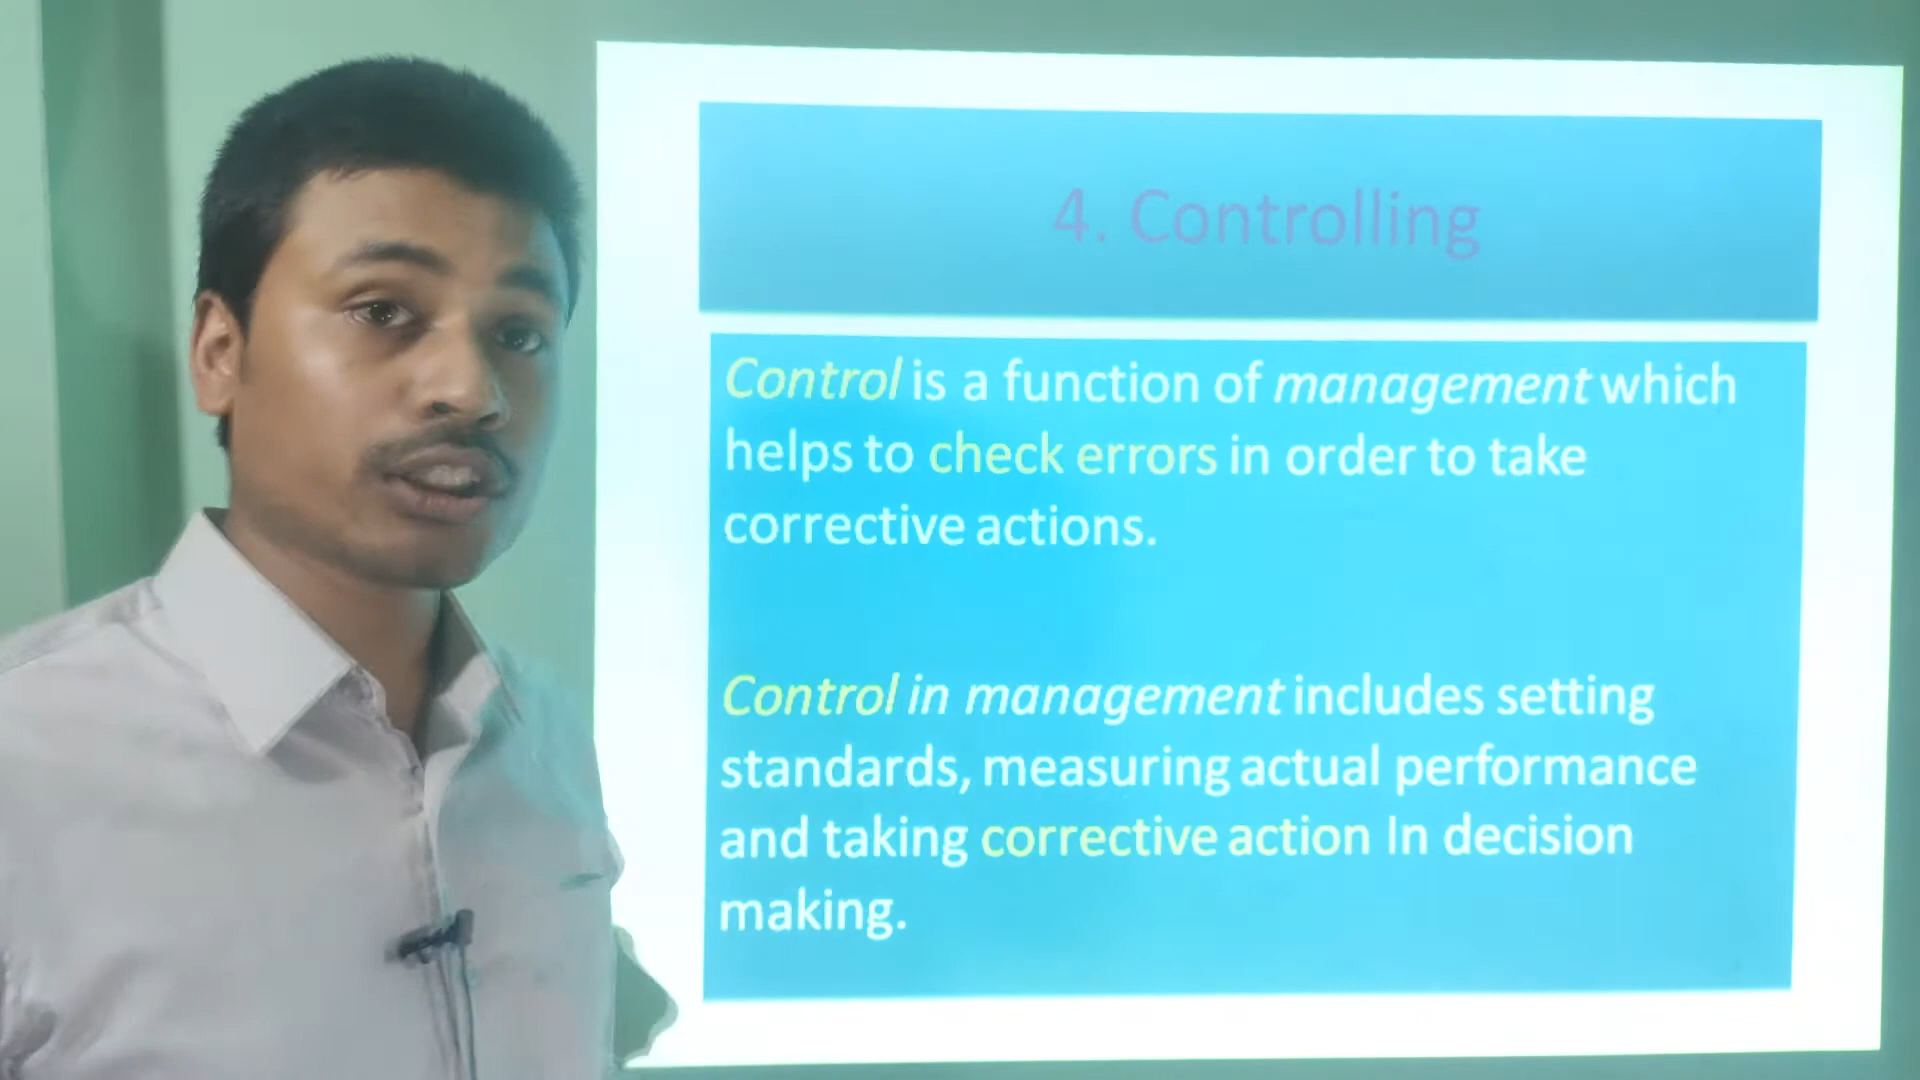 4. Controlling
Control is a function of management which
helps to check errors in order to take
corrective actions.
Control in management includes setting
standards, measuring actual performance
and taking corrective action In decision
making.